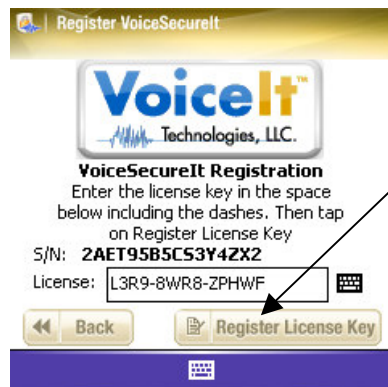 Register VoiceSecureIt
VoiceIt™
Technologies, LLC.
VoiceSecureIt Registration
Enter the license key in the space
below including the dashes. Then tap
on Register License Key
S/N: 2AET95B5CS3Y4ZX2
License: L3R9-8WR8-ZPHWF
Back Register License Key